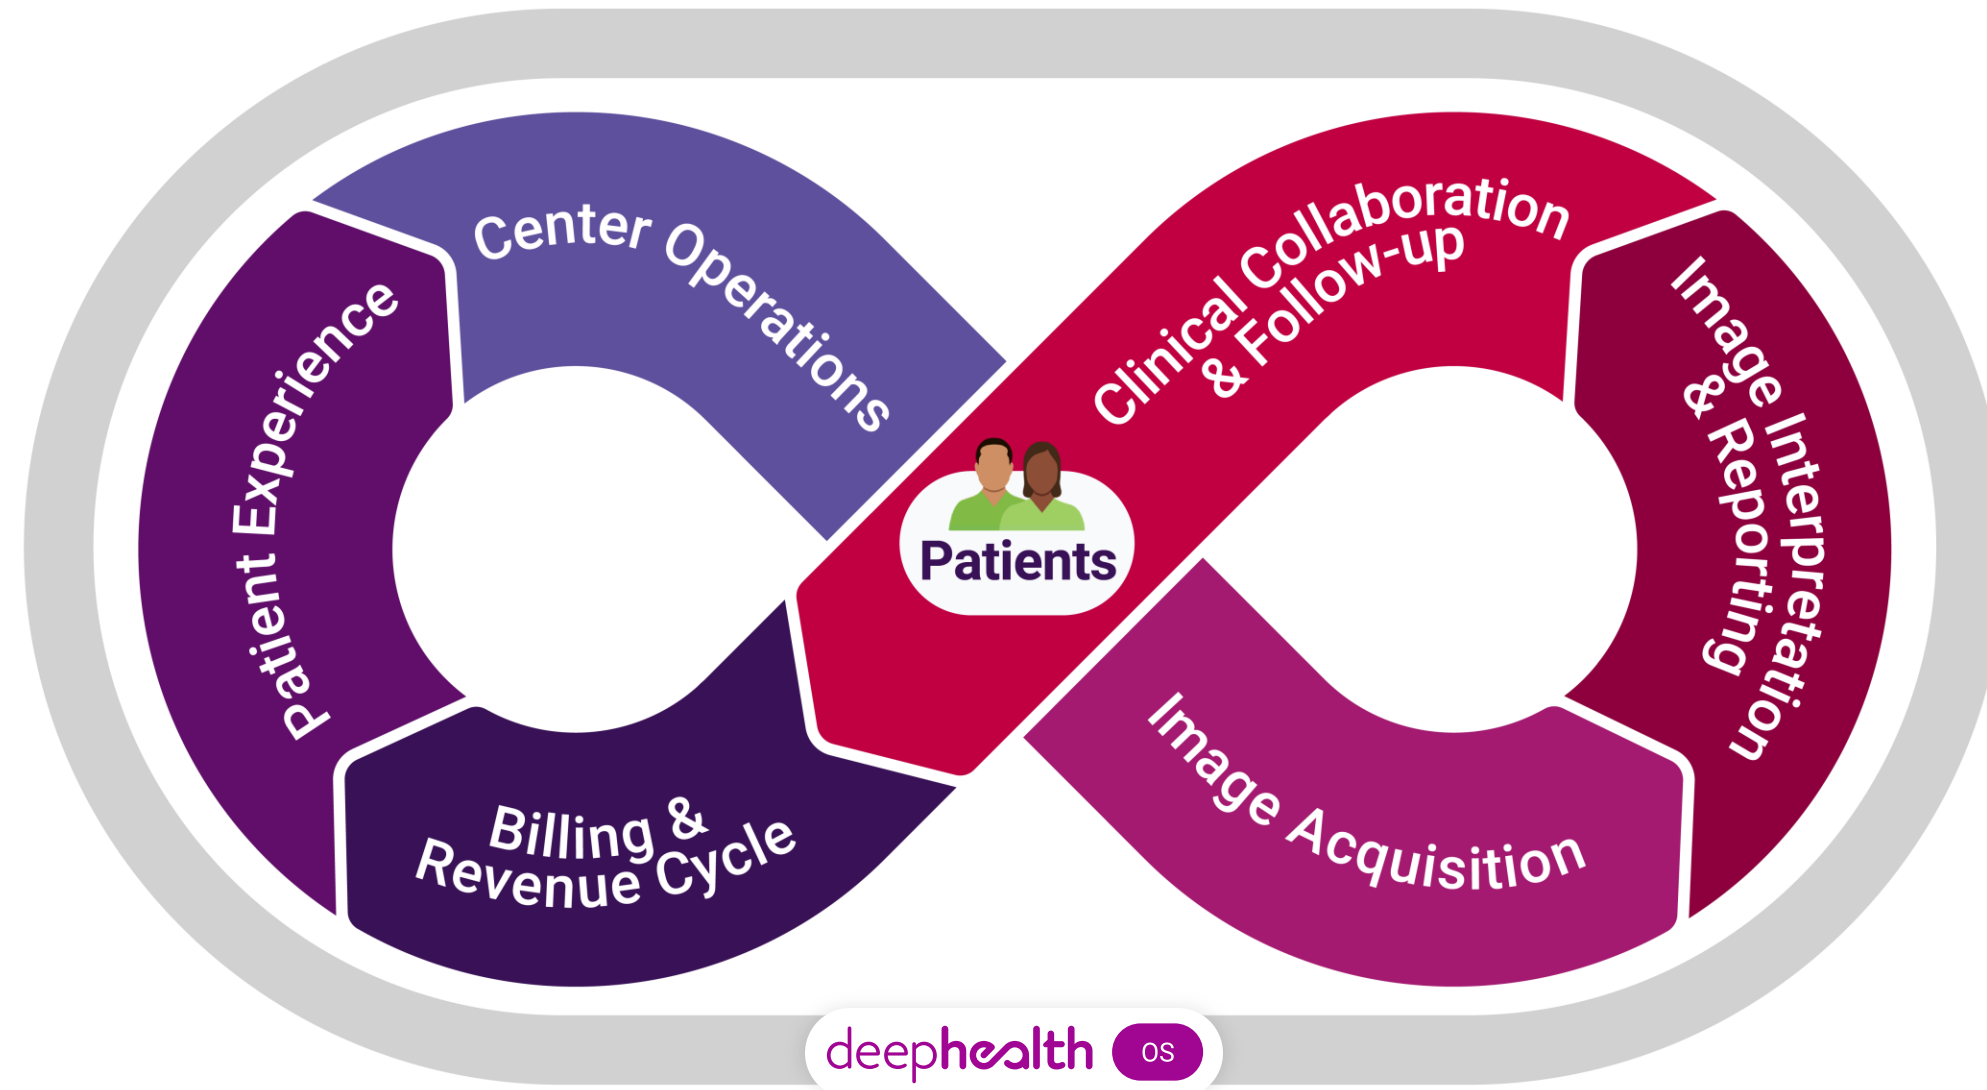 Center Operations
Clinical Collaboration
& Follow-up
Patient Experience
Image Interpretation
& Reporting
Patients
Billing &
Revenue Cycle
Image Acquisition
deephealth OS